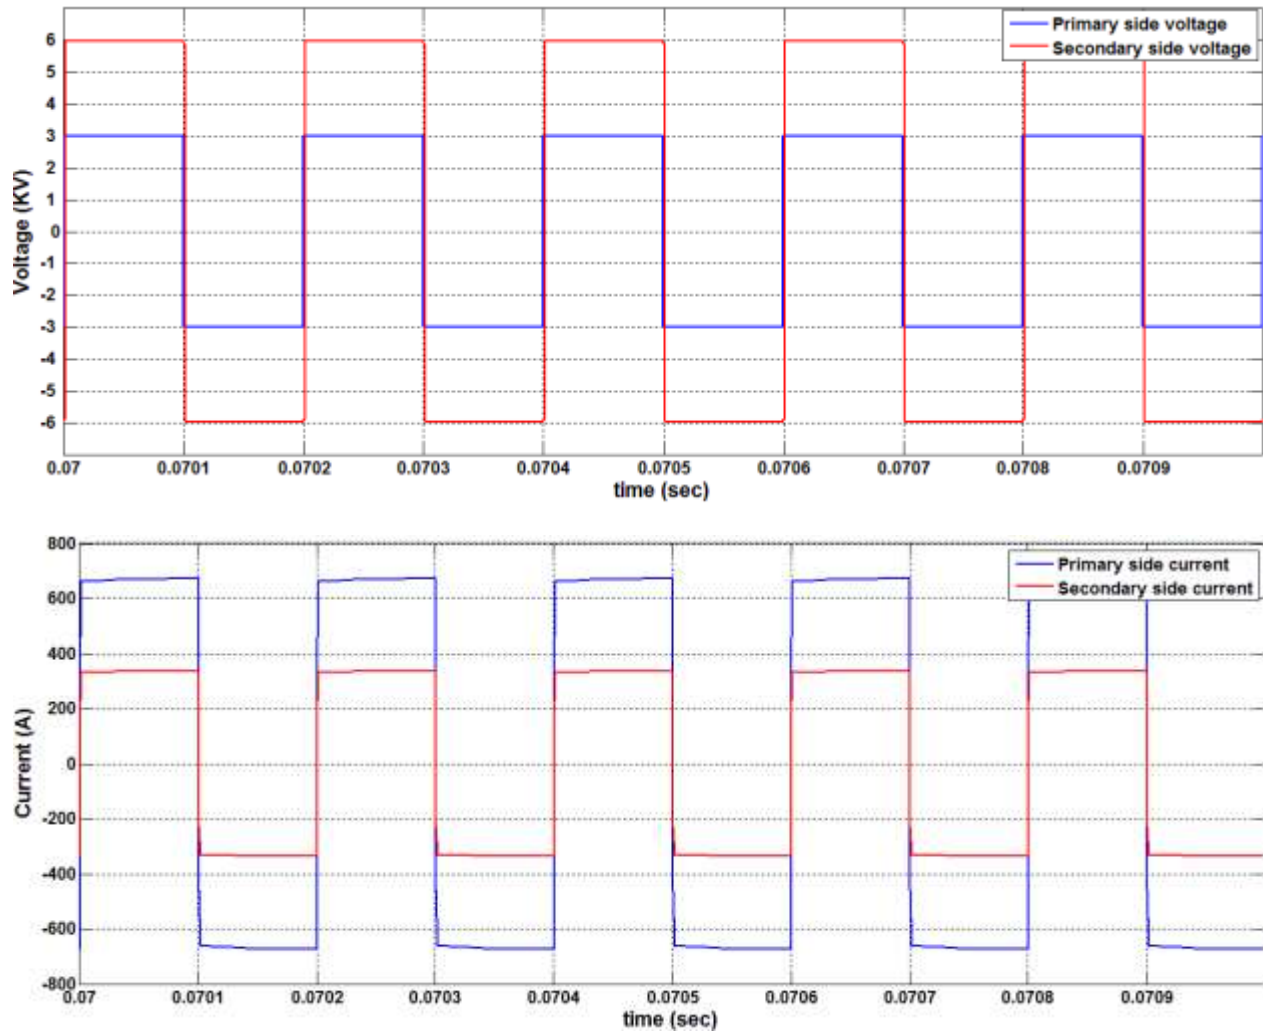 Primary side voltage
Secondary side voltage
6
5
4
3
2
1
0
-1
-2
-3
-4
-5
-6
Voltage (KV)
0.07 0.0701 0.0702 0.0703 0.0704 0.0705 0.0706 0.0707 0.0708 0.0709
time (sec)
Primary side current
Secondary side current
800
600
400
200
0
-200
-400
-600
-800
Current (A)
0.07 0.0701 0.0702 0.0703 0.0704 0.0705 0.0706 0.0707 0.0708 0.0709
time (sec)